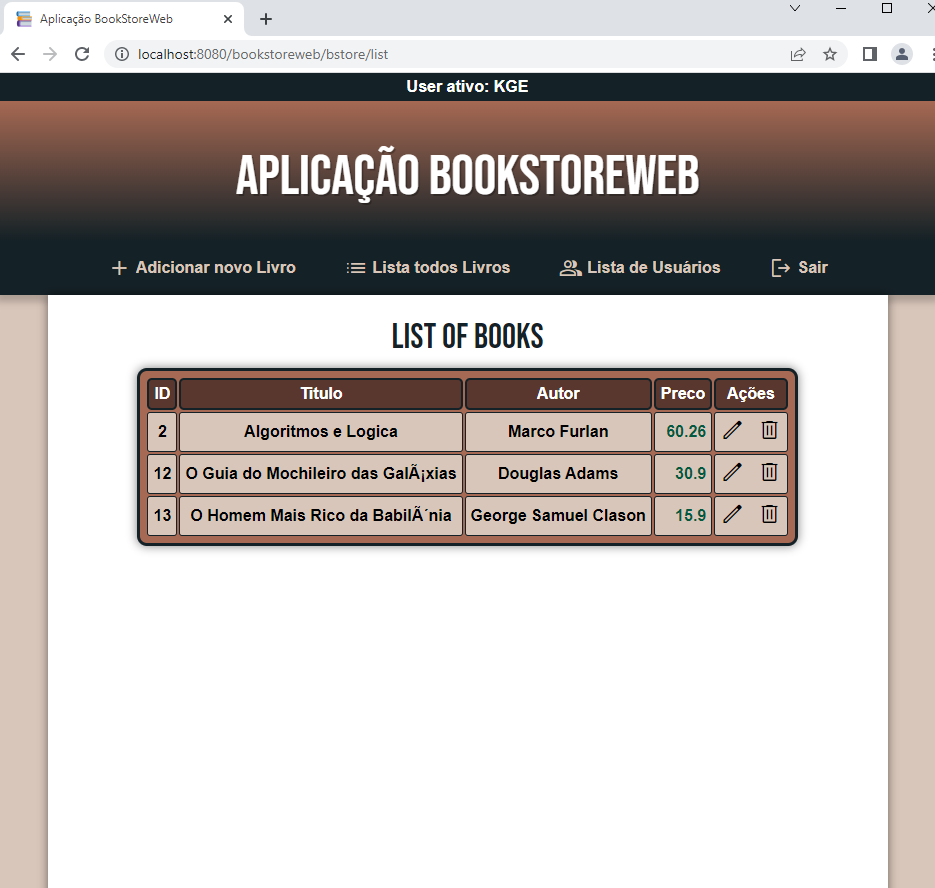 Aplicação BookStoreWeb
localhost:8080/bookstoreweb/bstore/list
User ativo: KGE
APLICAÇÃO BOOKSTOREWEB
Adicionar novo Livro Lista todos Livros Lista de Usuários Sair
LIST OF BOOKS
ID Titulo Autor Preco Ações
2 Algoritmos e Logica Marco Furlan 60.26
12 O Guia do Mochileiro das GalÃ¡xias Douglas Adams 30.9
13 O Homem Mais Rico da BabilÃ´nia George Samuel Clason 15.9